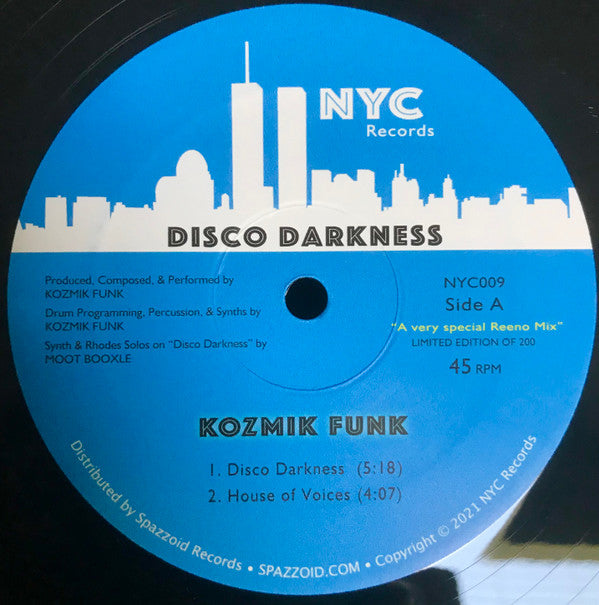 NYC
Records
DISCO DARKNESS
Produced, Composed, & Performed by
KOZMIK FUNK
Drum Programming, Percussion, & Synths by
KOZMIK FUNK
Synth & Rhodes Solos on "Disco Darkness" by
MOOT BOOXLE
NYC009
Side A
"A very special Reeno Mix"
LIMITED EDITION OF 200
45 RPM
KOZMIK FUNK
1. Disco Darkness (5:18)
2. House of Voices (4:07)
Distributed by Spazzoid Records • SPAZZOID.COM • Copyright © 2021 NYC Records